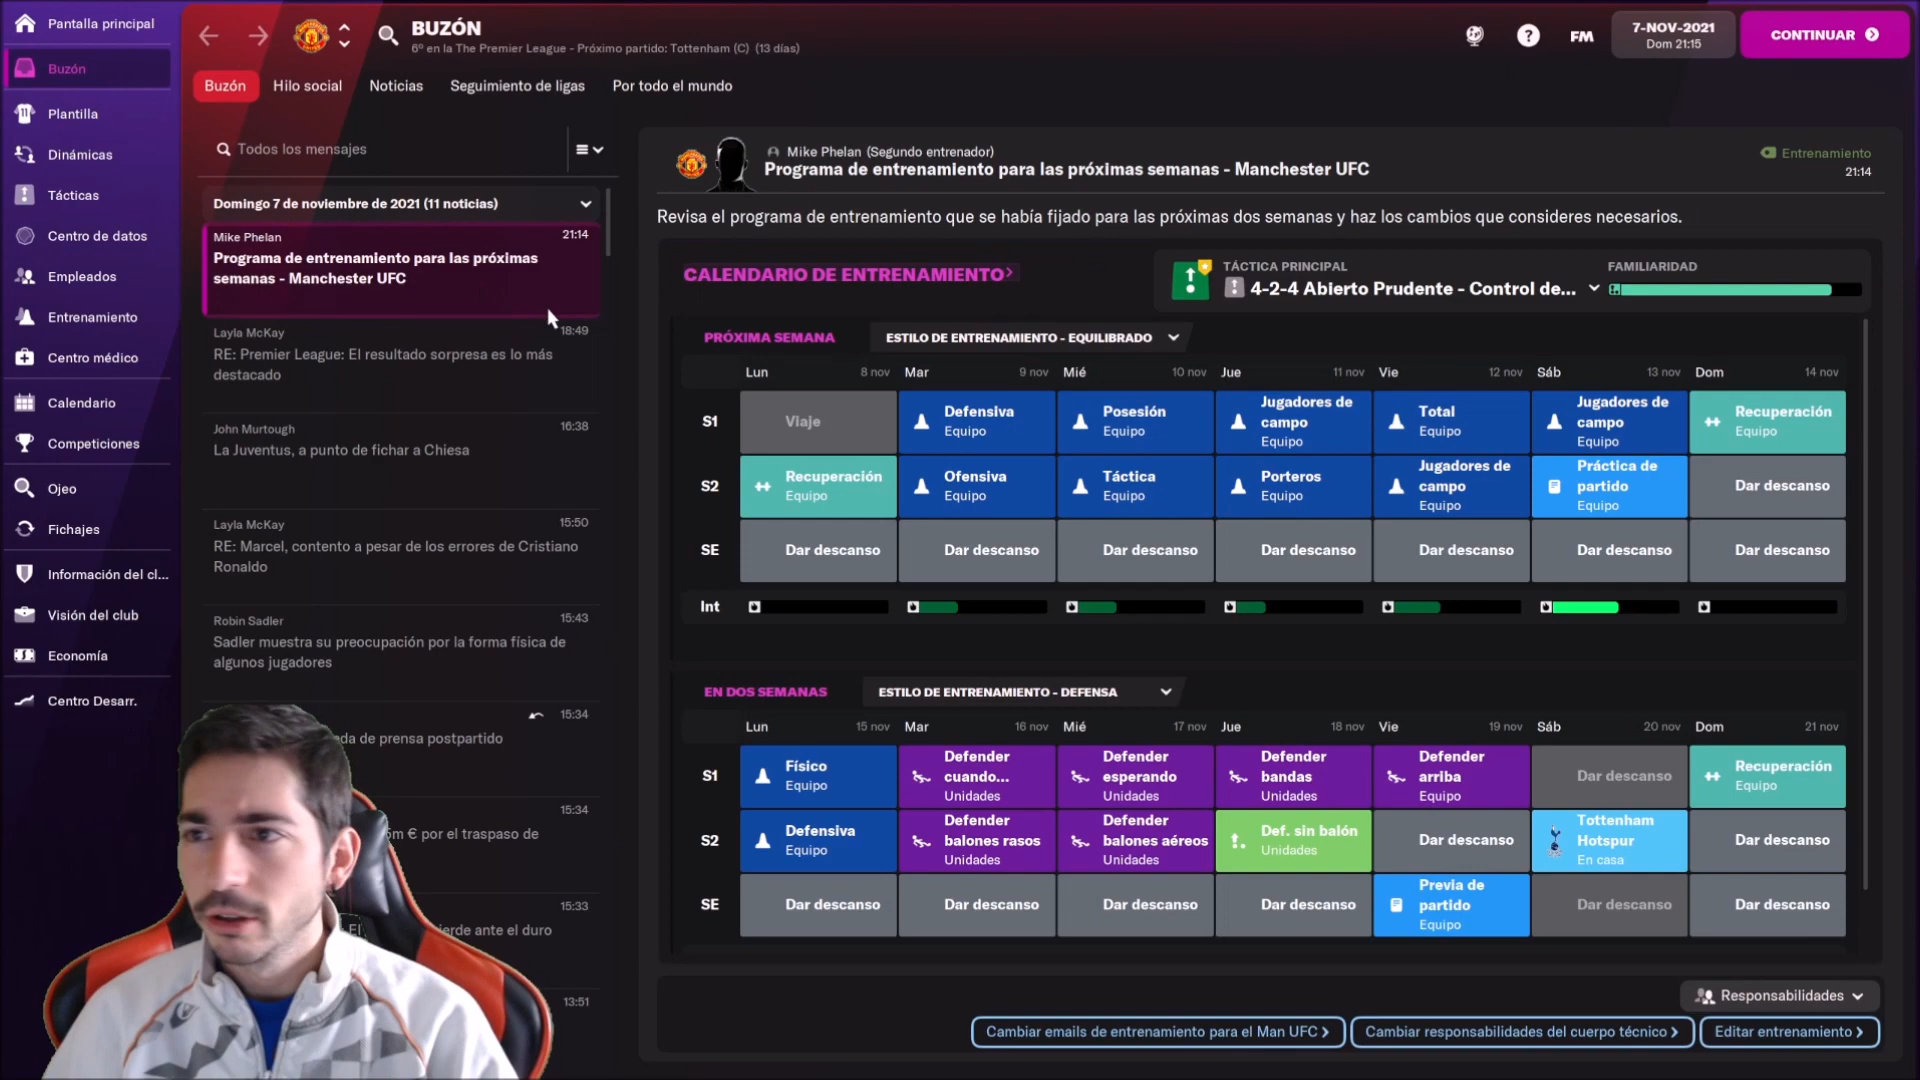 Pantalla principal
Buzón
Plantilla
Dinámicas
Tácticas
Centro de datos
Empleados
Entrenamiento
Centro médico
Calendario
Competiciones
Ojeo
Fichajes
Información del cl...
Visión del club
Economía
Centro Desarr.
BUZÓN
6º en la The Premier League - Próximo partido: Tottenham (C) (13 días)
FM
7-NOV-2021
Dom 21:15
CONTINUAR
Buzón Hilo social Noticias Seguimiento de ligas Por todo el mundo
Todos los mensajes
Domingo 7 de noviembre de 2021 (11 noticias)
Mike Phelan 21:14
Programa de entrenamiento para las próximas
semanas - Manchester UFC
Layla McKay 18:49
RE: Premier League: El resultado sorpresa es lo más
destacado
John Murtough 16:38
La Juventus, a punto de fichar a Chiesa
Layla McKay 15:50
RE: Marcel, contento a pesar de los errores de Cristiano
Ronaldo
Robin Sadler 15:43
Sadler muestra su preocupación por la forma física de
algunos jugadores
15:34
da de prensa postpartido
15:34
5m € por el traspaso de
15:33
El ierde ante el duro
13:51
Mike Phelan (Segundo entrenador)
Programa de entrenamiento para las próximas semanas - Manchester UFC
Entrenamiento
21:14
Revisa el programa de entrenamiento que se había fijado para las próximas dos semanas y haz los cambios que consideres necesarios.
CALENDARIO DE ENTRENAMIENTO
TÁCTICA PRINCIPAL
4-2-4 Abierto Prudente - Control de...
FAMILIARIDAD
PRÓXIMA SEMANA ESTILO DE ENTRENAMIENTO - EQUILIBRADO
Lun 8 nov Mar 9 nov Mié 10 nov Jue 11 nov Vie 12 nov Sáb 13 nov Dom 14 nov
S1
Viaje
Defensiva
Equipo
Posesión
Equipo
Jugadores de
campo
Equipo
Total
Equipo
Jugadores de
campo
Equipo
Recuperación
Equipo
S2
Recuperación
Equipo
Ofensiva
Equipo
Táctica
Equipo
Porteros
Equipo
Jugadores de
campo
Equipo
Práctica de
partido
Equipo
Dar descanso
SE Dar descanso Dar descanso Dar descanso Dar descanso Dar descanso Dar descanso Dar descanso
Int
EN DOS SEMANAS ESTILO DE ENTRENAMIENTO - DEFENSA
Lun 15 nov Mar 16 nov Mié 17 nov Jue 18 nov Vie 19 nov Sáb 20 nov Dom 21 nov
S1
Físico
Equipo
Defender
cuando...
Unidades
Defender
esperando
Unidades
Defender
bandas
Unidades
Defender
arriba
Equipo
Dar descanso
Recuperación
Equipo
S2
Defensiva
Equipo
Defender
balones rasos
Unidades
Defender
balones aéreos
Unidades
Def. sin balón
Unidades
Dar descanso
Tottenham
Hotspur
En casa
Dar descanso
SE Dar descanso Dar descanso Dar descanso Dar descanso
Previa de
partido
Equipo
Dar descanso
Dar descanso
Responsabilidades
Cambiar emails de entrenamiento para el Man UFC Cambiar responsabilidades del cuerpo técnico Editar entrenamiento